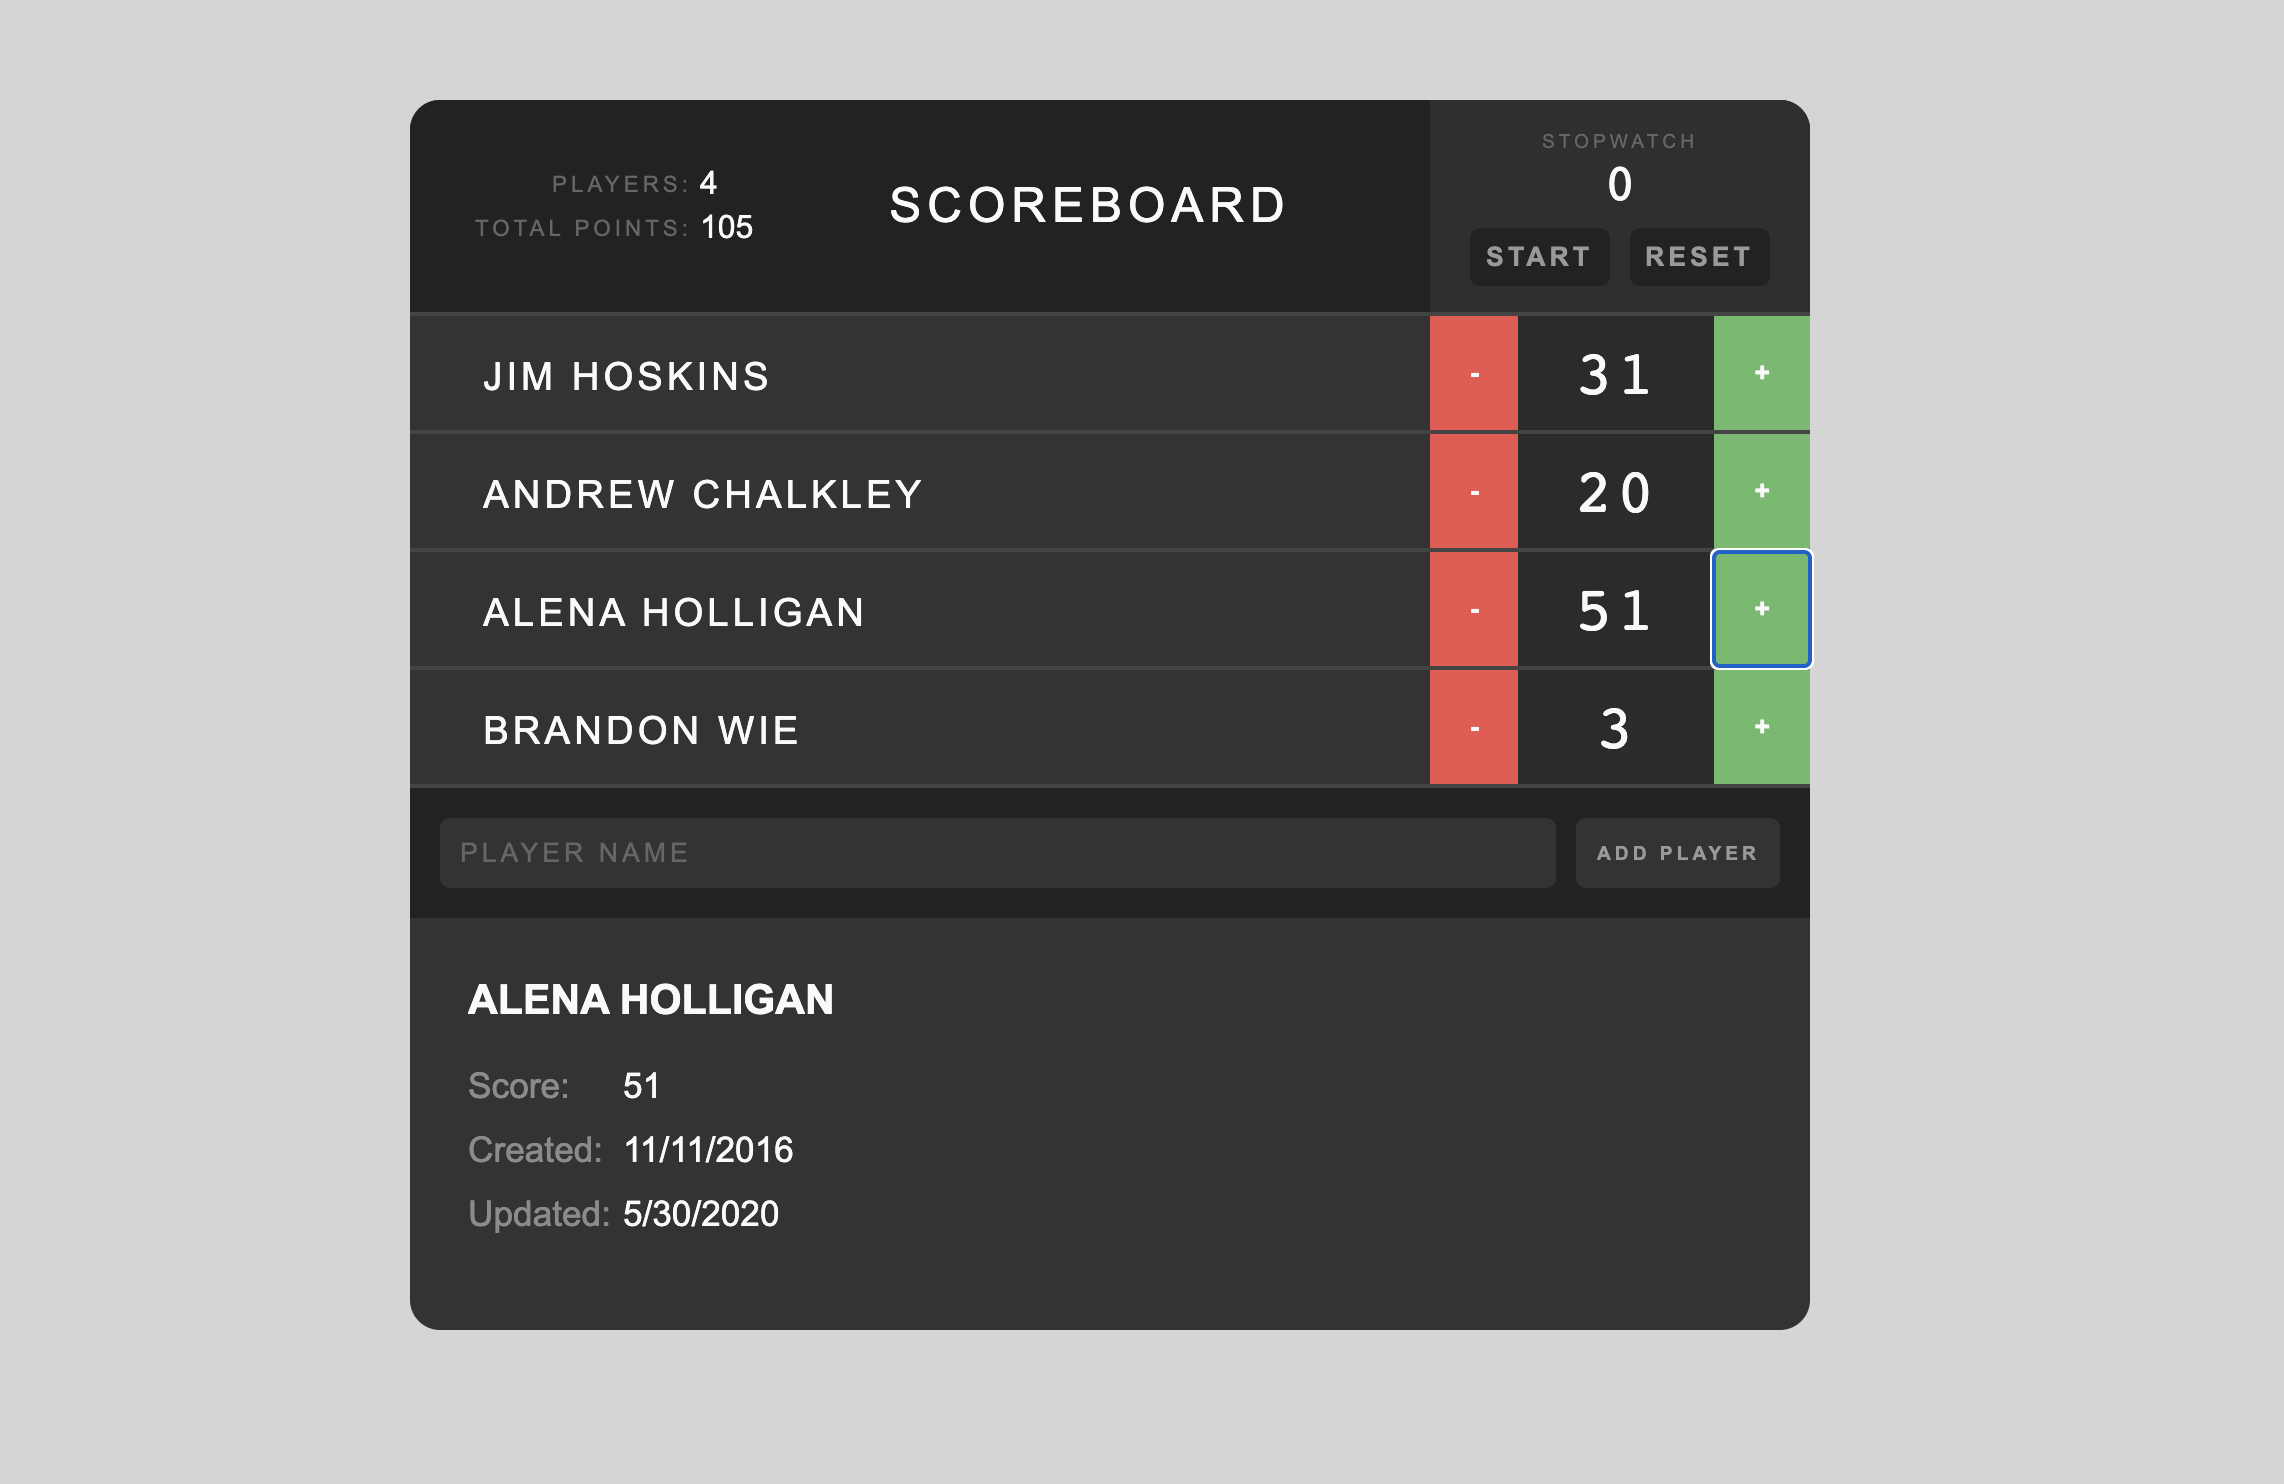 PLAYERS: 4
TOTAL POINTS: 105
SCOREBOARD
STOPWATCH
0
START RESET
JIM HOSKINS - 31 +
ANDREW CHALKLEY - 20 +
ALENA HOLLIGAN - 51 +
BRANDON WIE - 3 +
PLAYER NAME ADD PLAYER
ALENA HOLLIGAN
Score: 51
Created: 11/11/2016
Updated: 5/30/2020